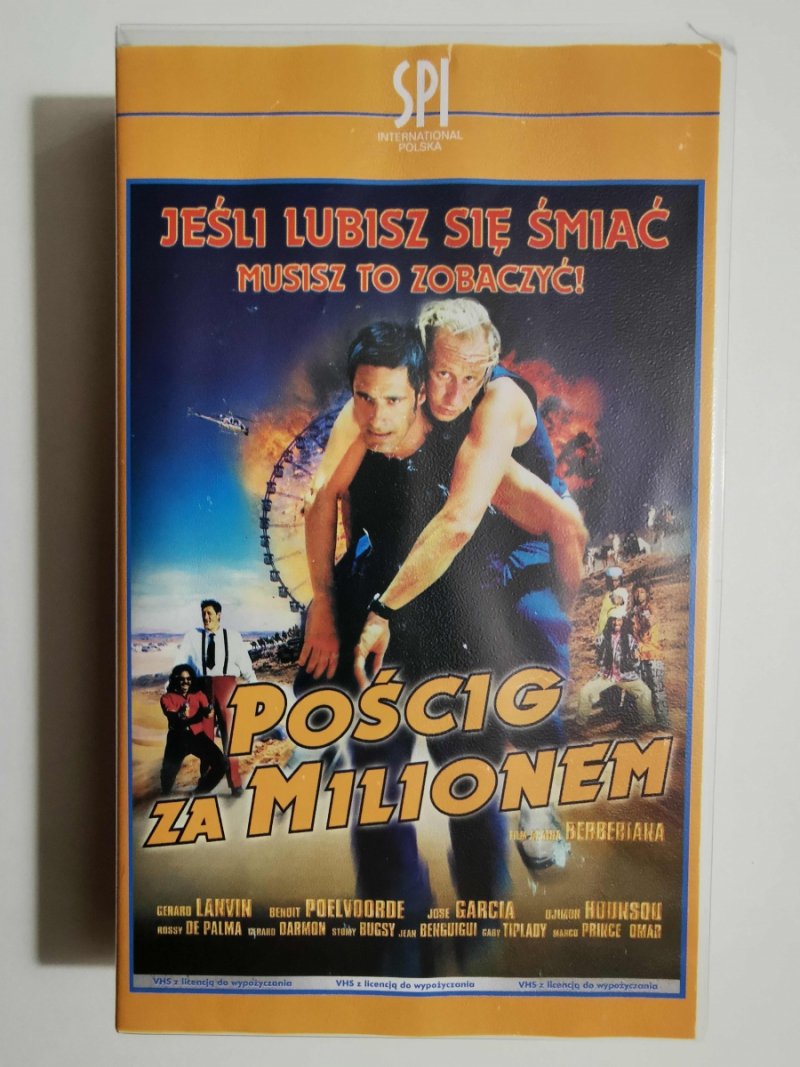 SPI
INTERNATIONAL
POLSKA
JEŚLI LUBISZ SIĘ ŚMIAĆ
MUSISZ TO ZOBACZYĆ!
POŚCIG
ZA MILIONEM
BERBERIANA
GERARD LANVIN BENOIT POELVOORDE JOSE GARCIA DJIMON HOUNSOU
ROSSY DE PALMA GERARD DARMON STOMY BUGSY JEAN BENGUIGUI GABY TIPLADY MARCO PRINCE OMAR
VHS z licencją do wypożyczania VHS z licencją do wypożyczania VHS z licencją do wypożyczania